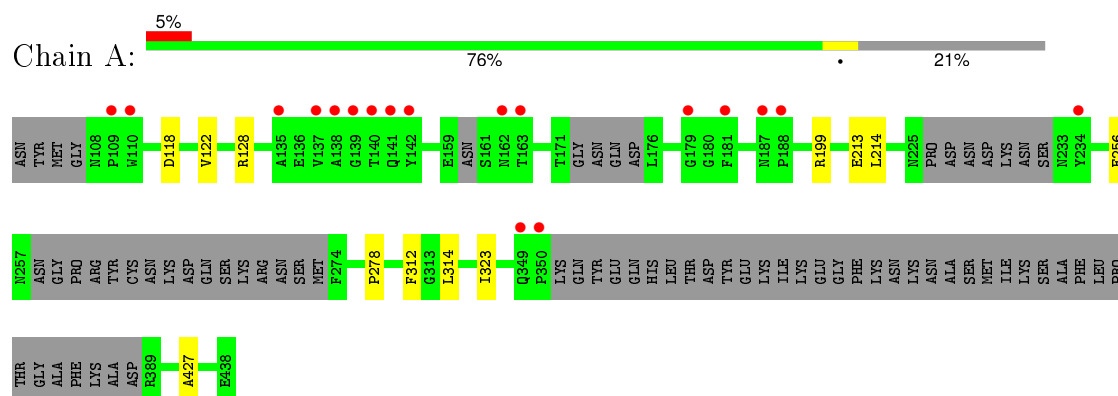 5%
Chain A:
76%
•
21%
ASN TYR MET GLY N108 P109 W110 D118 V122 R128 A135 E136 V137 A138 G139 T140 Q141 Y142 E159 ASN S161 N162 T163 T171 GLY ASN GLN ASP L176 G179 G180 F181 N187 P188 R199 E213 L214 N225 PRO ASP ASN ASP LYS ASN SER N233 Y234
N257 ASN GLY PRO ARG TYR CYS ASN LYS ASP GLN SER LYS ARG ASN SER MET F274 P278 F312 G313 L314 I323 Q349 P350 LYS GLN TYR GLU GLN HIS LEU THR ASP TYR GLU LYS ILE LYS GLU GLY PHE LYS ASN LYS ASN ALA SER MET ILE LYS SER ALA PHE LEU
THR GLY ALA PHE LYS ALA ASP R389 A427 E438